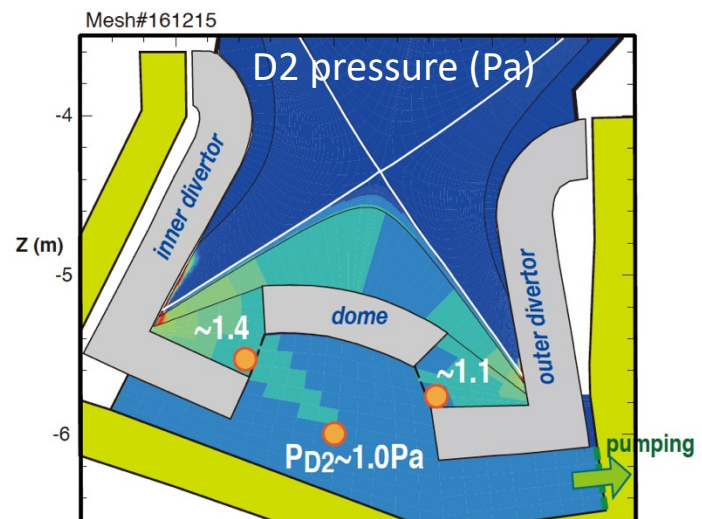 Mesh#161215
D2 pressure (Pa)
-4
inner divertor
Z (m)
-5
dome
outer divertor
~1.4
~1.1
-6
PD2~1.0Pa
pumping